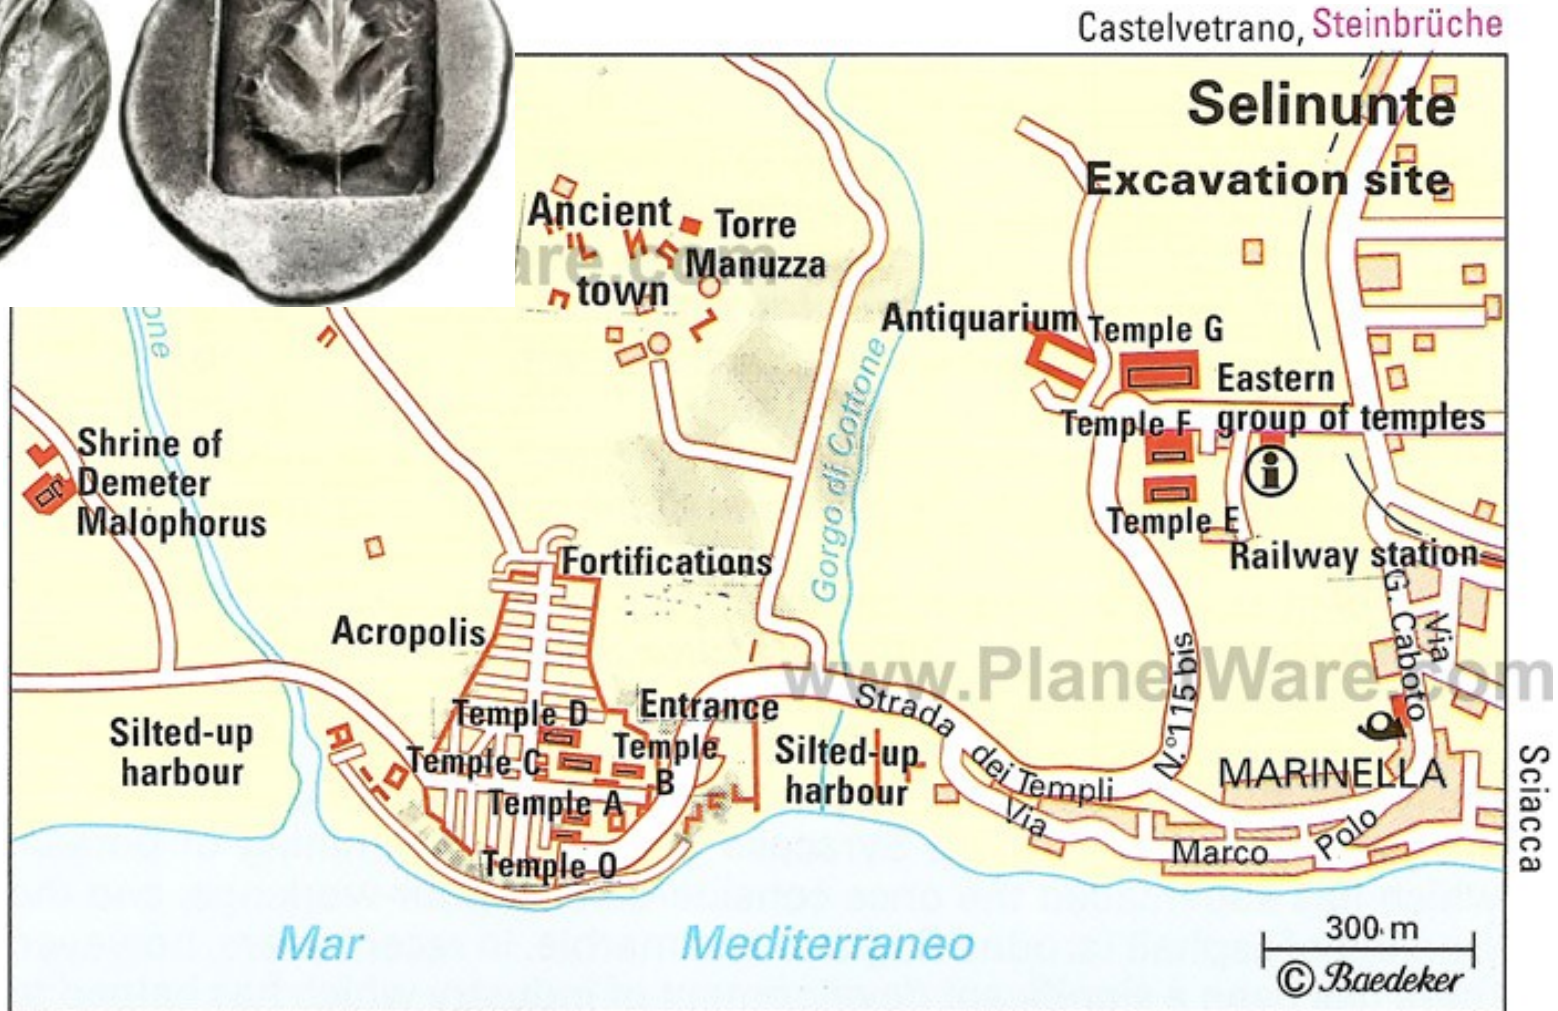 Castelvetrano, Steinbrüche
Selinunte
Excavation site
Ancient
town
Torre
Manuzza
Antiquarium
Temple G
Eastern
group of temples
Temple F
Temple E
Railway station
Gorgo di Cottone
one
Shrine of
Demeter
Malophorus
Fortifications
Acropolis
Temple D
Temple C
Temple
B
Temple A
Temple O
Entrance
Silted-up
harbour
Silted-up
harbour
Strada dei Templi
N.°115 bis
Via
G. Caboto
MARINELLA
Via Marco Polo
Sciacca
Mar Mediterraneo
300 m
© Baedeker
are.com
www.PlanetWare.com